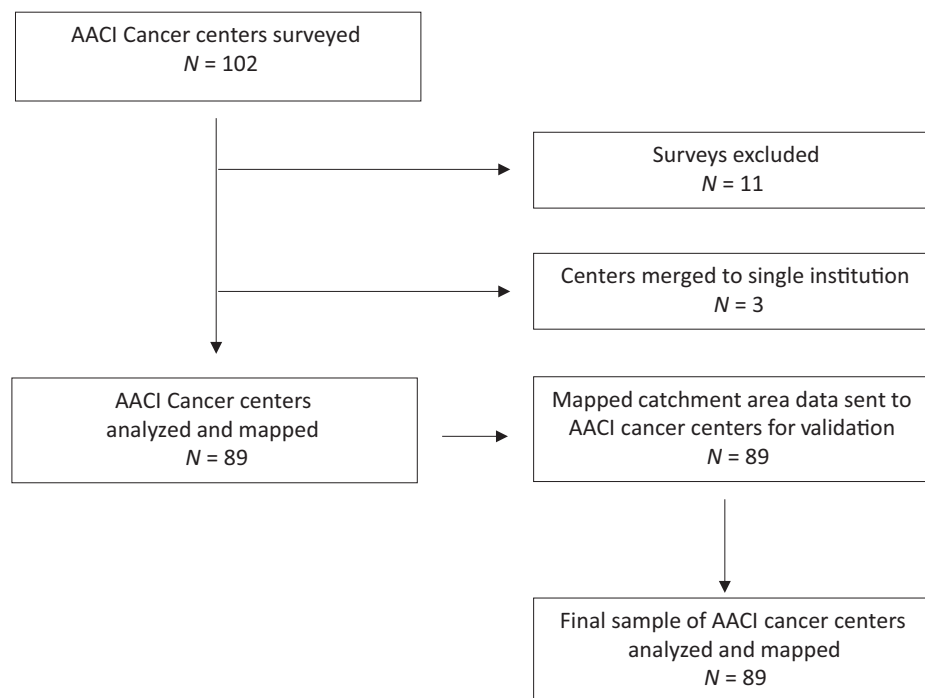 AACI Cancer centers surveyed
N = 102
Surveys excluded
N = 11
Centers merged to single institution
N = 3
AACI Cancer centers
analyzed and mapped
N = 89
Mapped catchment area data sent to
AACI cancer centers for validation
N = 89
Final sample of AACI cancer centers
analyzed and mapped
N = 89